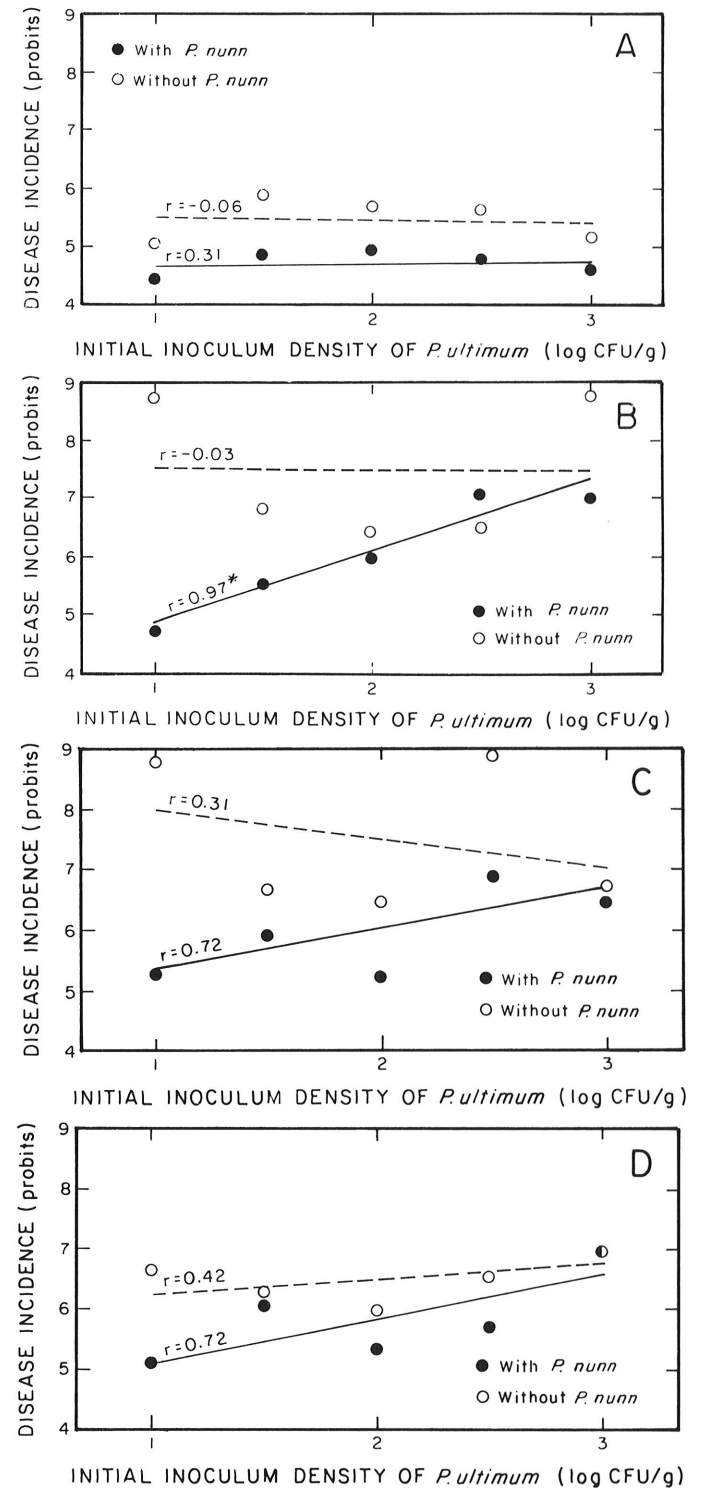 DISEASE INCIDENCE (probits)
9
8
7
6
5
4
A
With P. nunn
Without P. nunn
r=-0.06
r=0.31
1 2 3
INITIAL INOCULUM DENSITY OF P. ultimum (log CFU/g)
DISEASE INCIDENCE (probits)
9
8
7
6
5
4
B
r=-0.03
r=0.97*
With P. nunn
Without P. nunn
1 2 3
INITIAL INOCULUM DENSITY OF P. ultimum (log CFU/g)
DISEASE INCIDENCE (probits)
9
8
7
6
5
4
C
r=0.31
r=0.72
With P. nunn
Without P. nunn
1 2 3
INITIAL INOCULUM DENSITY OF P. ultimum (log CFU/g)
DISEASE INCIDENCE (probits)
9
8
7
6
5
4
D
r=0.42
r=0.72
With P. nunn
Without P. nunn
1 2 3
INITIAL INOCULUM DENSITY OF P. ultimum (log CFU/g)